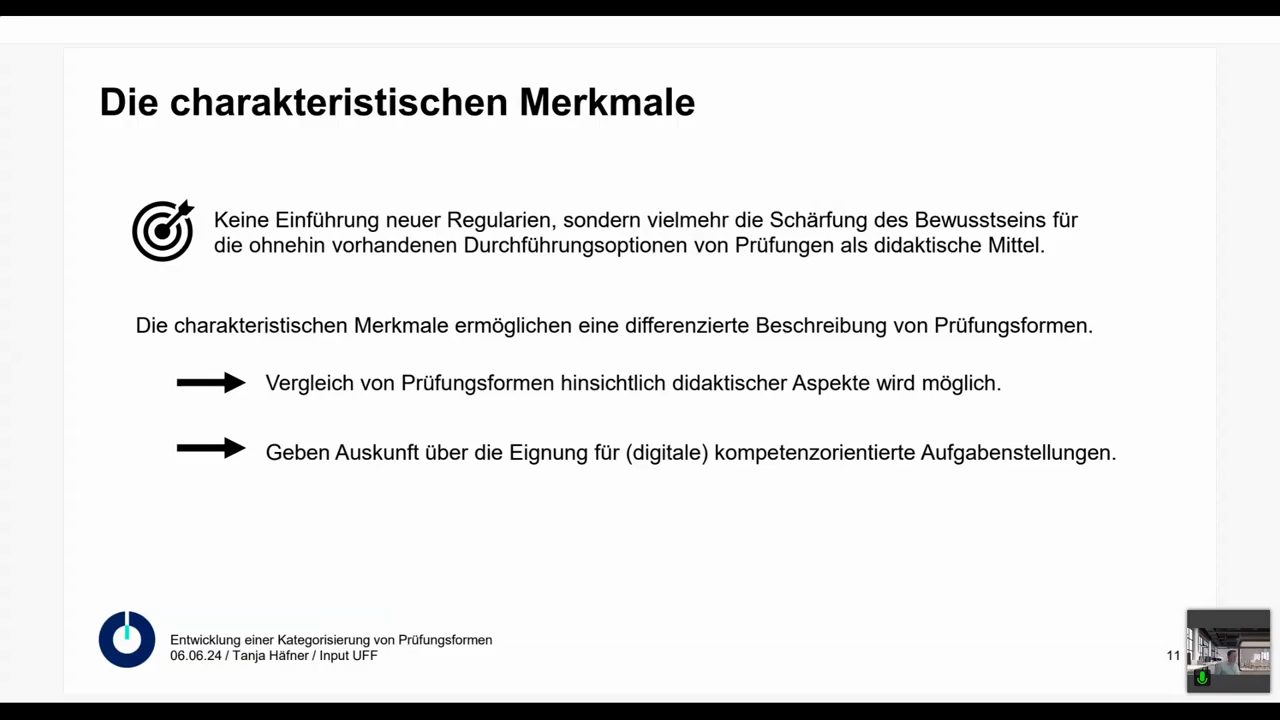 Die charakteristischen Merkmale
Keine Einführung neuer Regularien, sondern vielmehr die Schärfung des Bewusstseins für
die ohnehin vorhandenen Durchführungsoptionen von Prüfungen als didaktische Mittel.
Die charakteristischen Merkmale ermöglichen eine differenzierte Beschreibung von Prüfungsformen.
Vergleich von Prüfungsformen hinsichtlich didaktischer Aspekte wird möglich.
Geben Auskunft über die Eignung für (digitale) kompetenzorientierte Aufgabenstellungen.
Entwicklung einer Kategorisierung von Prüfungsformen
06.06.24 / Tanja Häfner / Input UFF
11